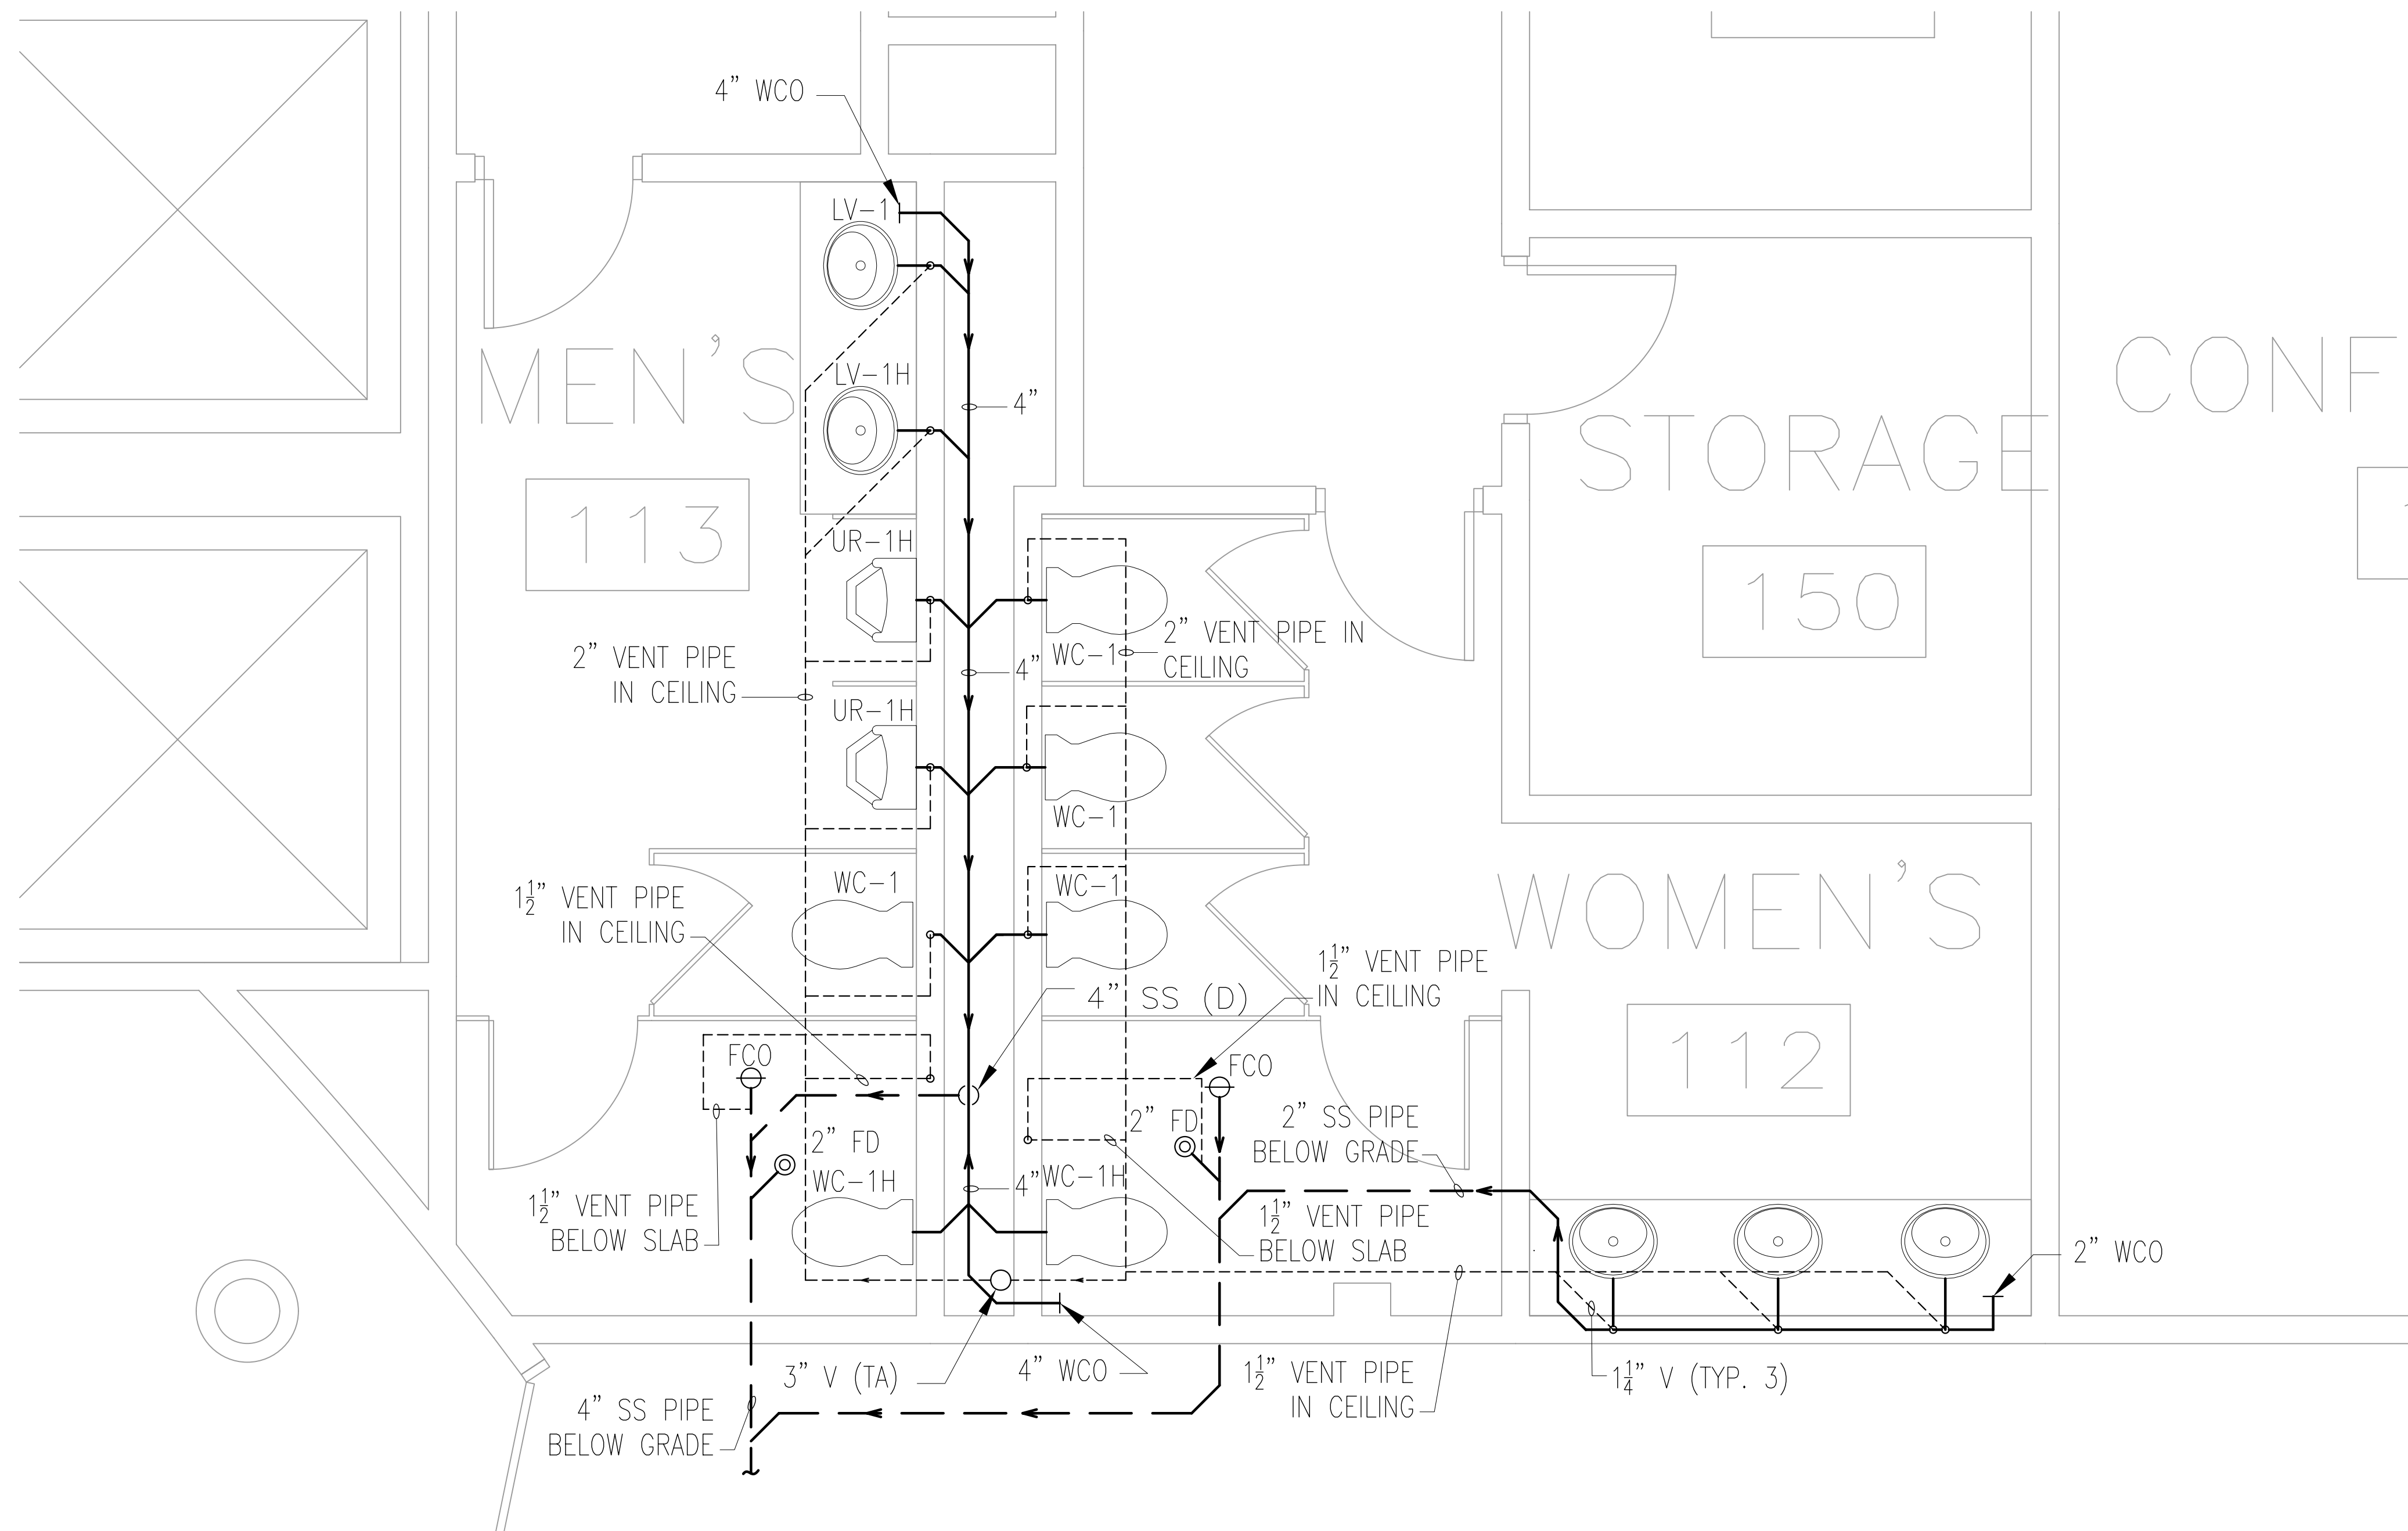 4” WCO
LV-1
MEN’S
LV-1H
4”
CONF
STORAGE
113
UR-1H
150
2” VENT PIPE IN
CEILING
WC-1
2” VENT PIPE
IN CEILING
4”
UR-1H
WC-1
WOMEN’S
1½” VENT PIPE
IN CEILING
WC-1
WC-1
1½” VENT PIPE
IN CEILING
4” SS (D)
FCO
FCO
112
2” FD
2” FD
2” SS PIPE
BELOW GRADE
WC-1H
4”
WC-1H
1½” VENT PIPE
BELOW SLAB
1½” VENT PIPE
BELOW SLAB
2” WCO
3” V (TA)
4” WCO
1½” VENT PIPE
IN CEILING
1¼” V (TYP. 3)
4” SS PIPE
BELOW GRADE